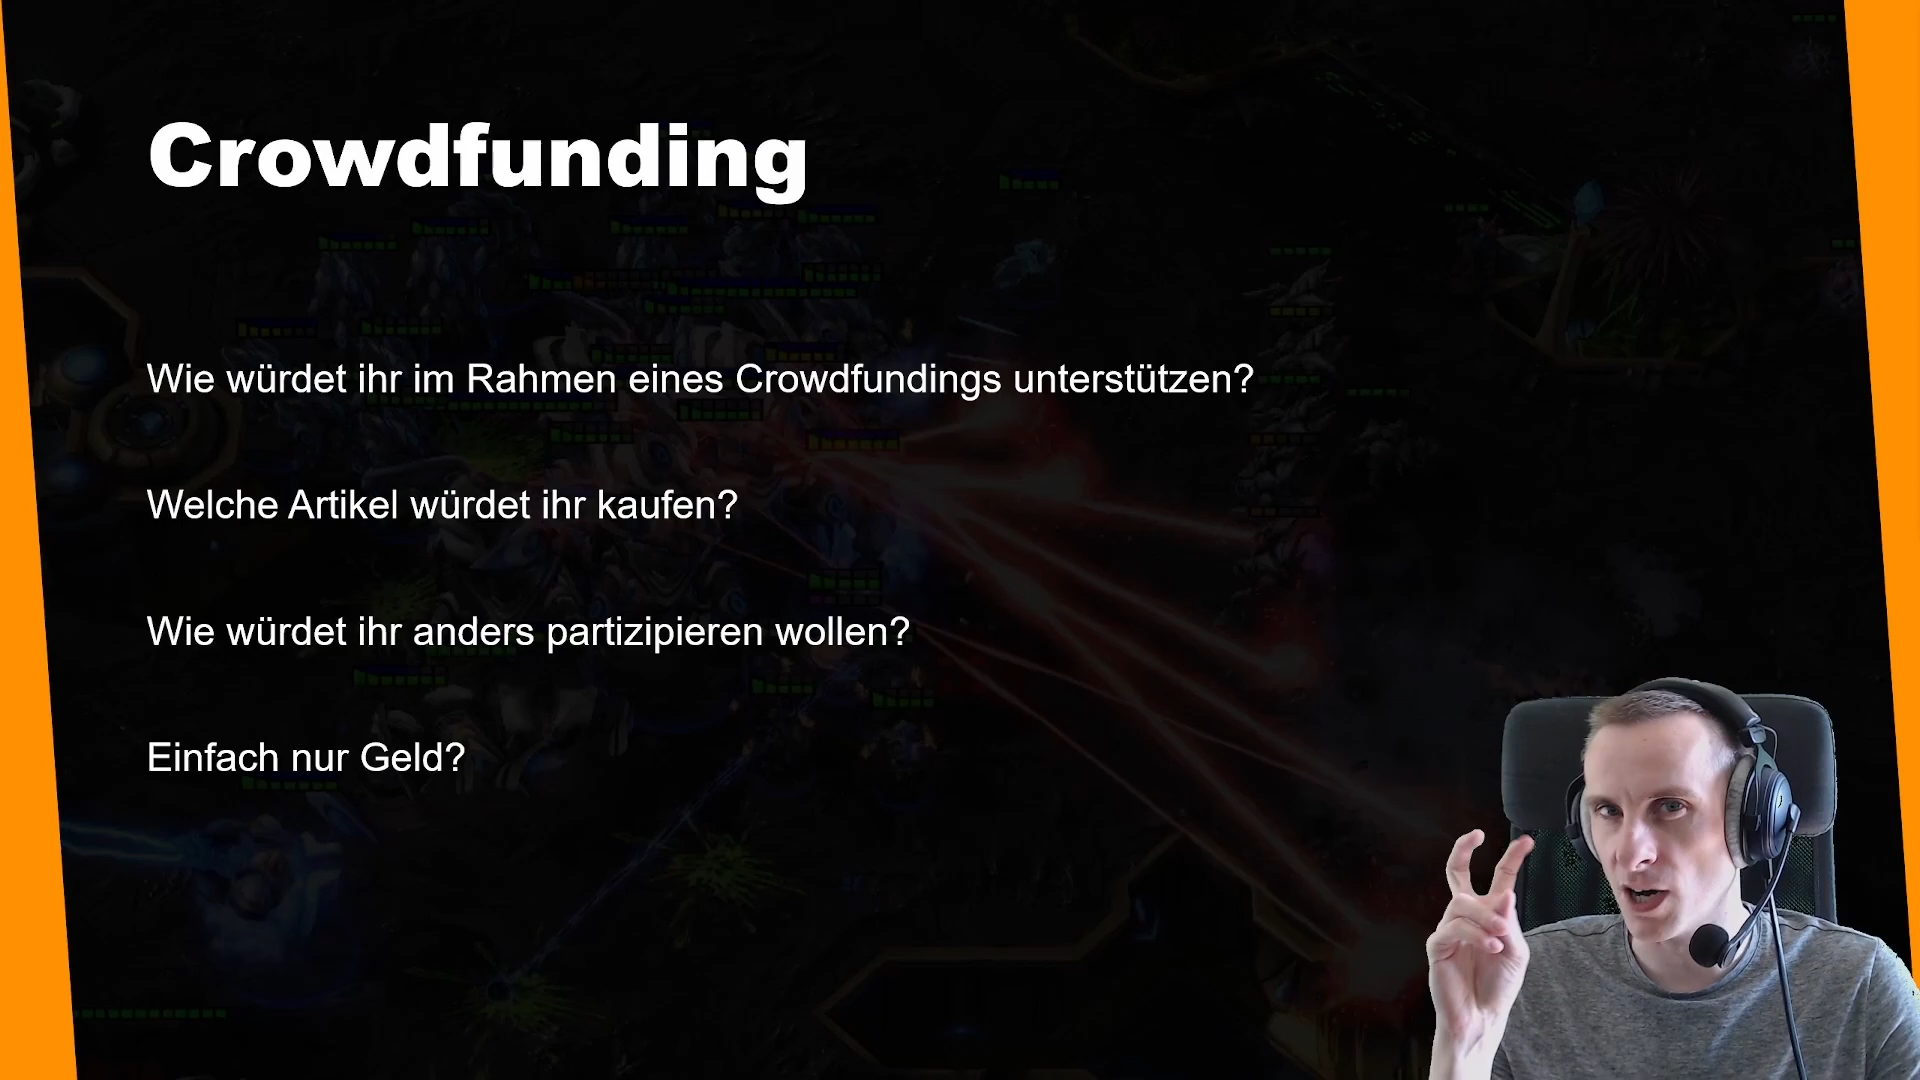 Crowdfunding
Wie würdet ihr im Rahmen eines Crowdfundings unterstützen?
Welche Artikel würdet ihr kaufen?
Wie würdet ihr anders partizipieren wollen?
Einfach nur Geld?